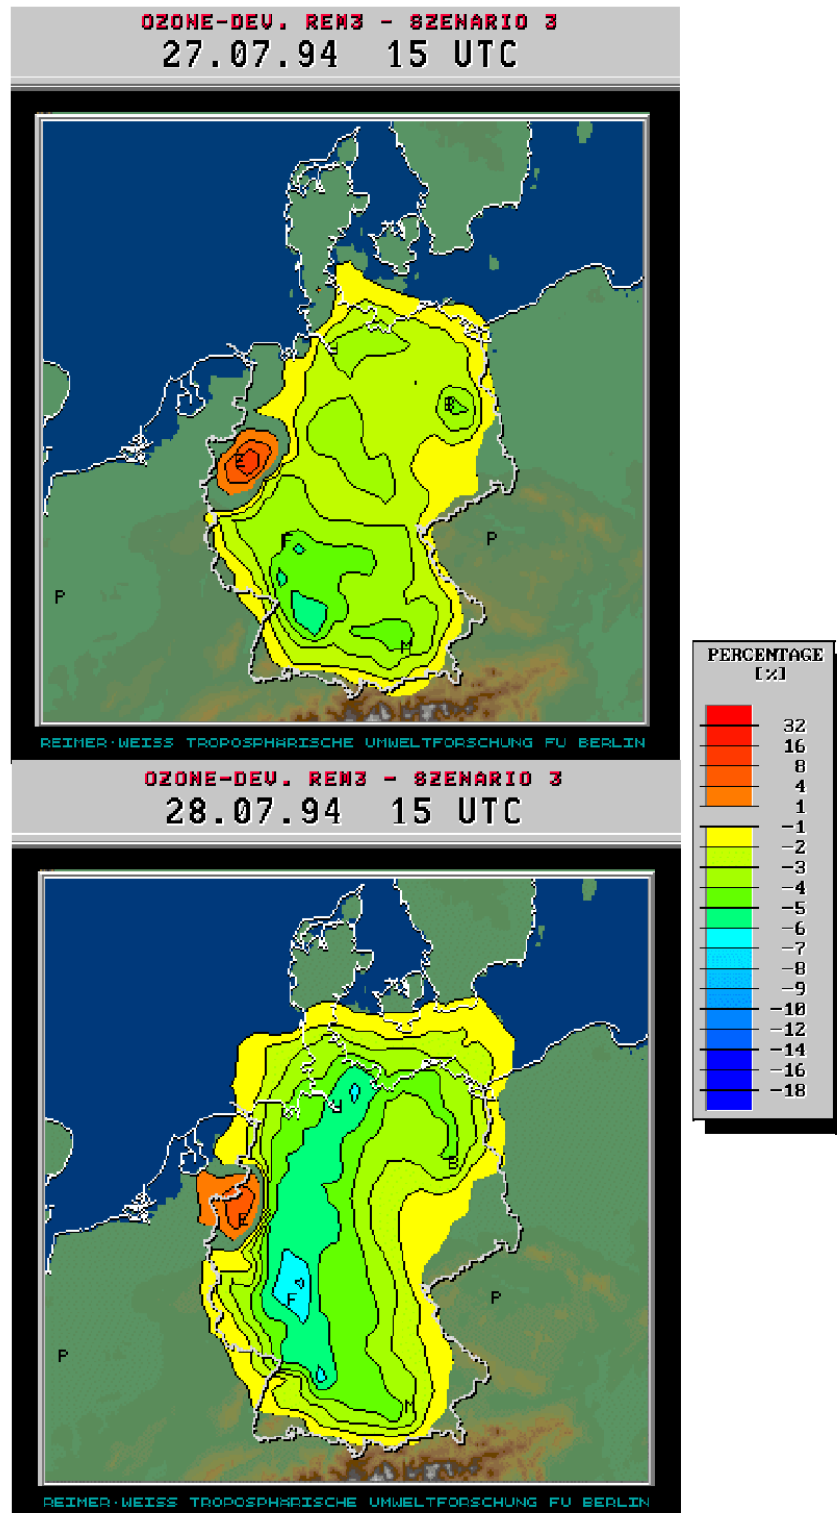 OZONE-DEV. REM3 - SZENARIO 3
27.07.94 15 UTC
B
E
F
P
P
M
REIMER·WEISS TROPOSPHÄRISCHE UMWELTFORSCHUNG FU BERLIN
PERCENTAGE
[%]
32
16
8
4
1
-1
-2
-3
-4
-5
-6
-7
-8
-9
-10
-12
-14
-16
-18
OZONE-DEV. REM3 - SZENARIO 3
28.07.94 15 UTC
B
E
F
P
P
M
REIMER·WEISS TROPOSPHÄRISCHE UMWELTFORSCHUNG FU BERLIN